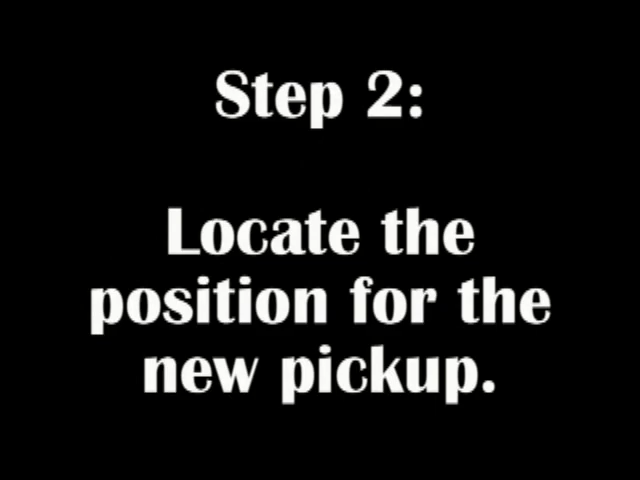 Step 2:
Locate the
position for the
new pickup.